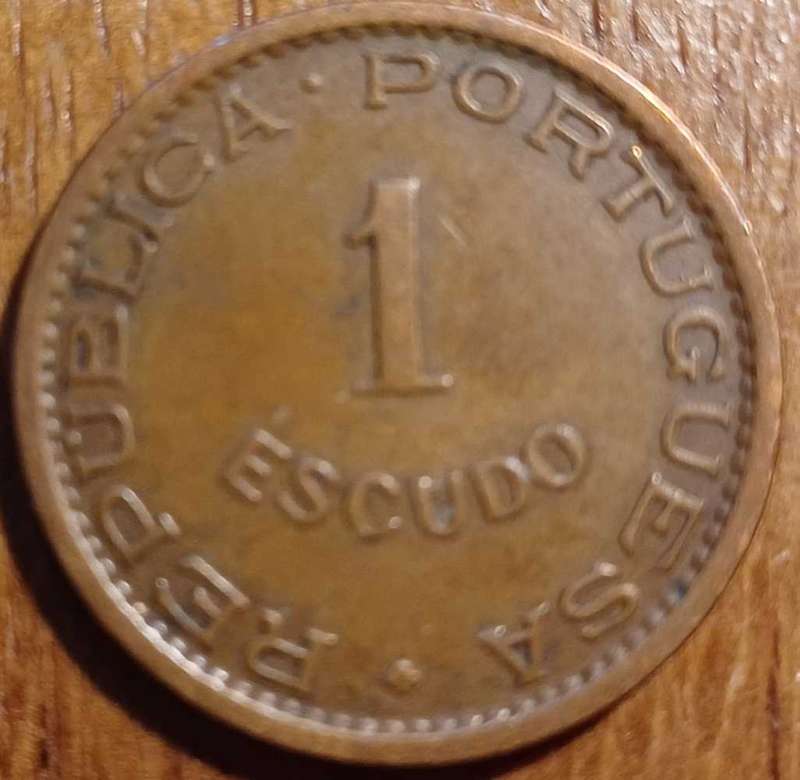 REPUBLICA · PORTUGUESA ·
1
ESCUDO